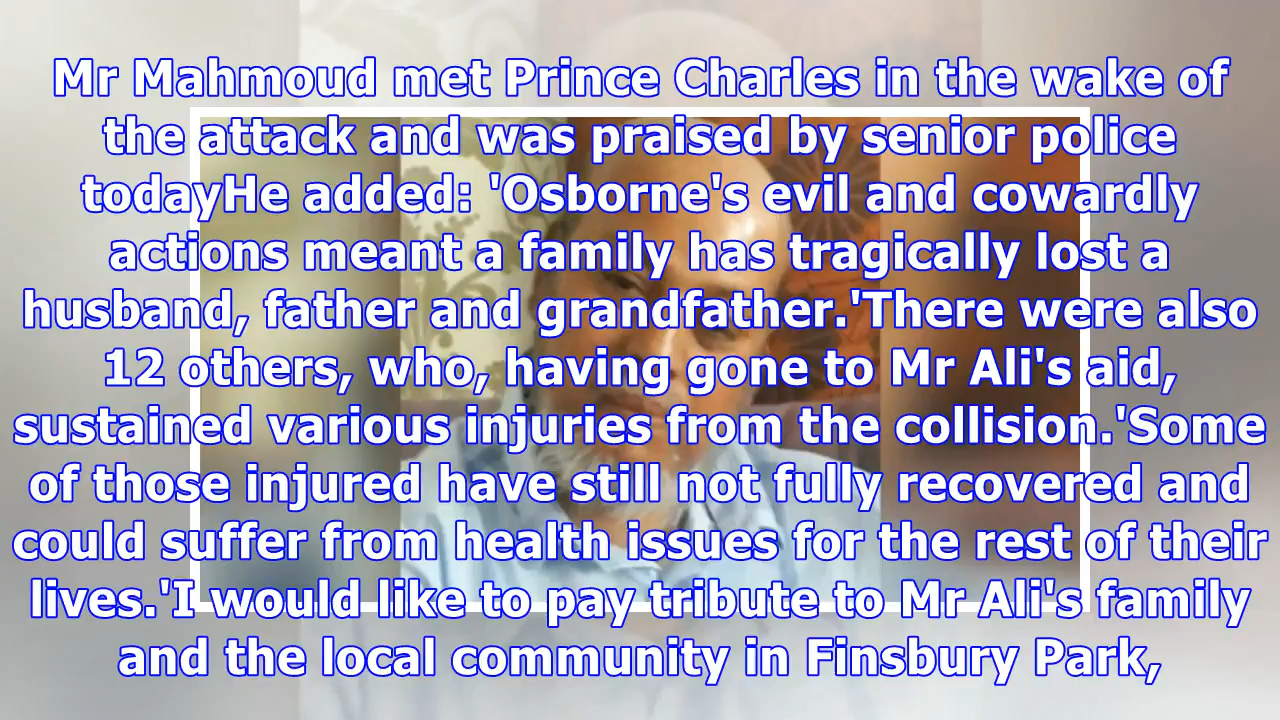 Mr Mahmoud met Prince Charles in the wake of
the attack and was praised by senior police
todayHe added: 'Osborne's evil and cowardly
actions meant a family has tragically lost a
husband, father and grandfather.'There were also
12 others, who, having gone to Mr Ali's aid,
sustained various injuries from the collision.'Some
of those injured have still not fully recovered and
could suffer from health issues for the rest of their
lives.'I would like to pay tribute to Mr Ali's family
and the local community in Finsbury Park,